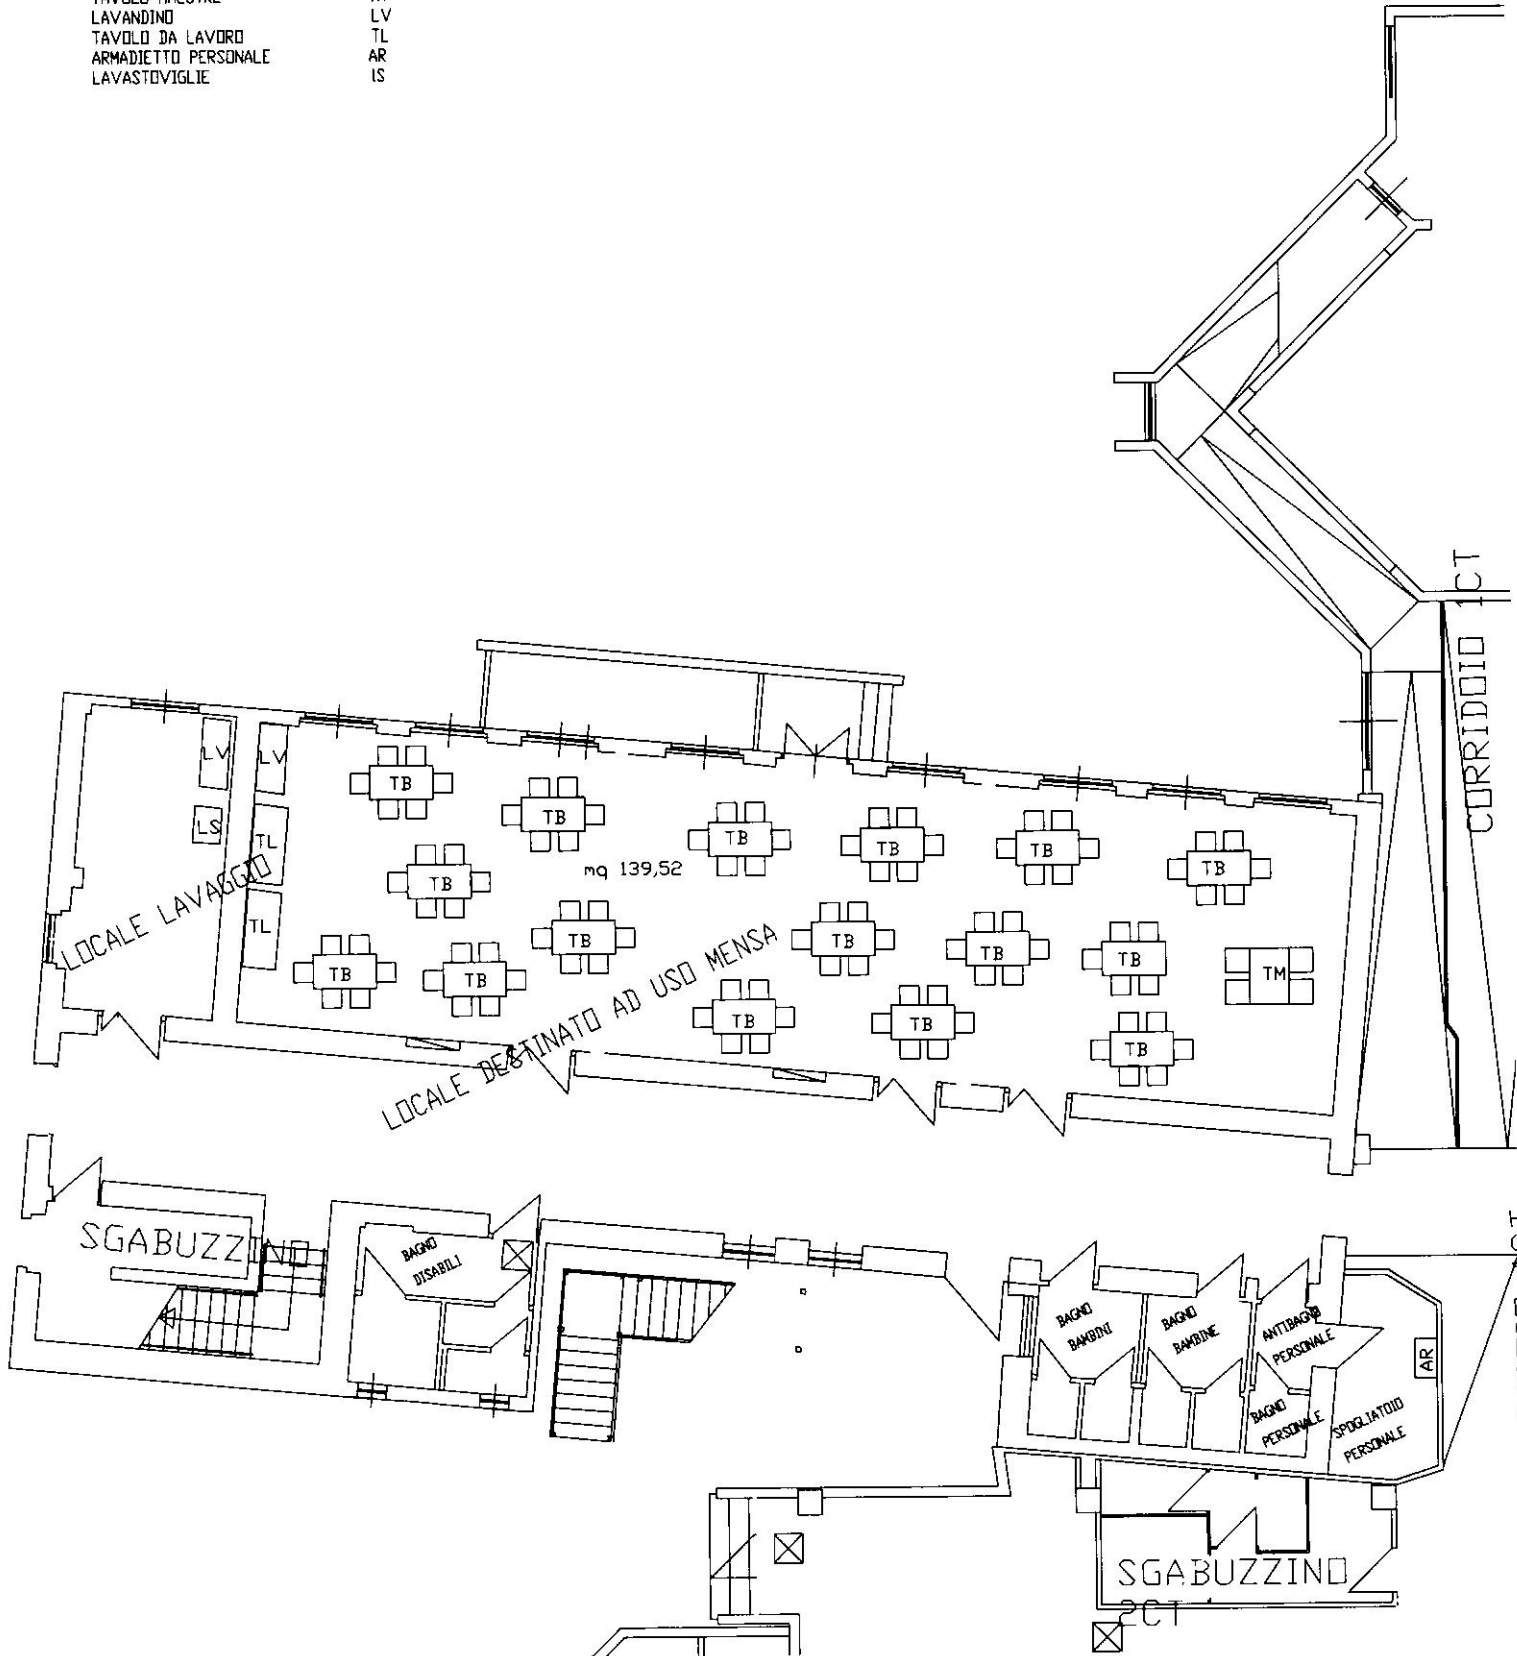 LAVANDINO LV
TAVOLO DA LAVORO TL
ARMADIETTO PERSONALE AR
LAVASTOVIGLIE LS
CORRIDOIO 1CT
LV
LV
LS
TL
TL
LOCALE LAVAGGIO
TB
TB
TB
TB
TB
TB
mq 139,52
TB
TB
TB
TB
TB
TM
TB
TB
TB
TB
TB
LOCALE DESTINATO AD USO MENSA
SGABUZZINO
BAGNO
DISABILI
BAGNO
BAMBINI
BAGNO
BAMBINE
ANTIBAGNO
PERSONALE
AR
BAGNO
PERSONALE
SPOGLIATOIO
PERSONALE
SGABUZZINO
2CT